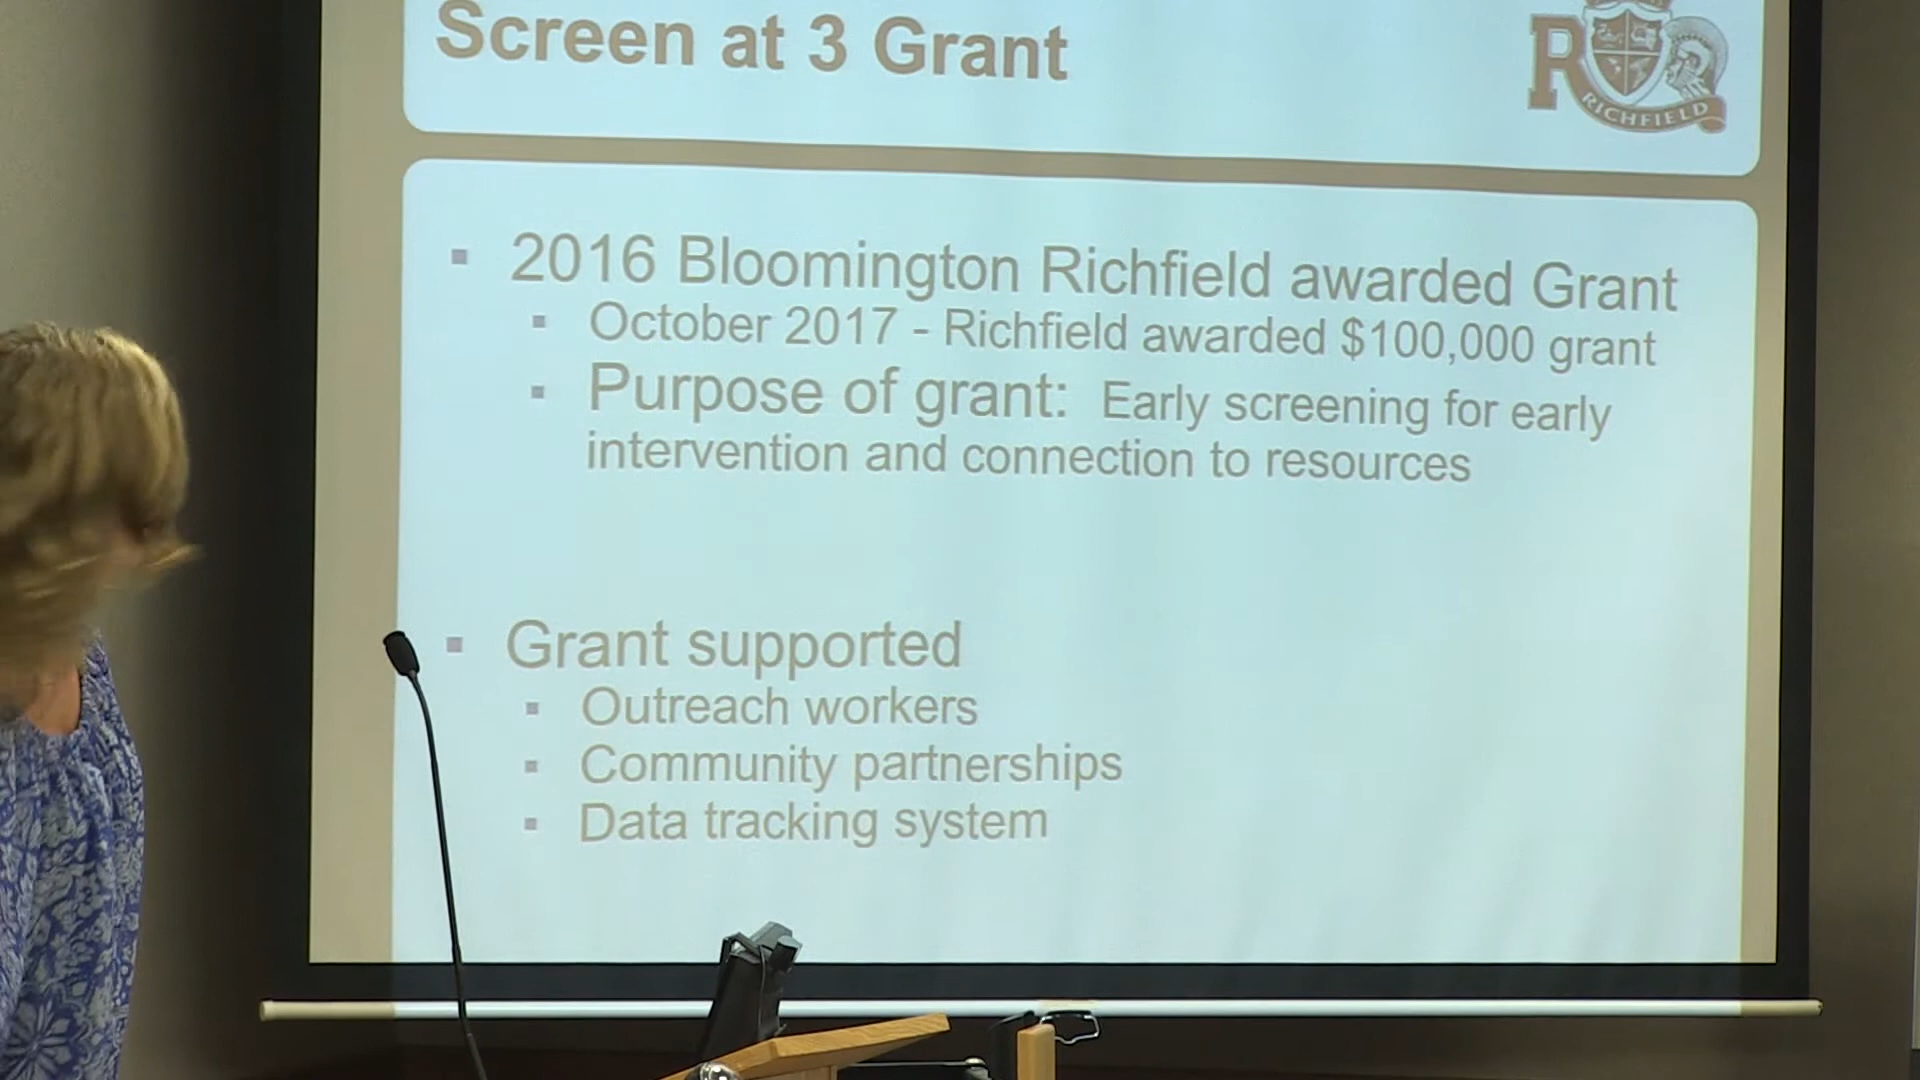 Screen at 3 Grant
R
RICHFIELD
2016 Bloomington Richfield awarded Grant
October 2017 - Richfield awarded $100,000 grant
Purpose of grant: Early screening for early
intervention and connection to resources
Grant supported
Outreach workers
Community partnerships
Data tracking system